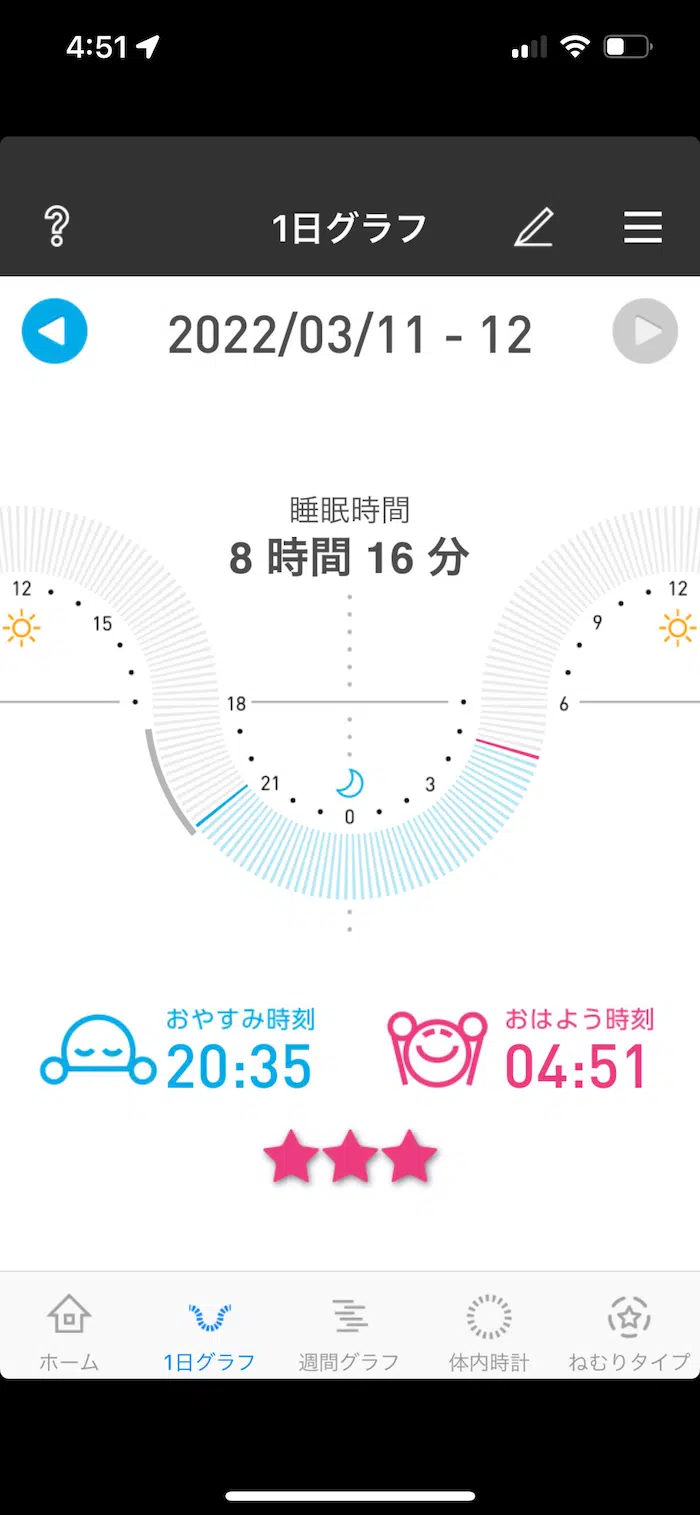 4:51
1日グラフ
2022/03/11 - 12
睡眠時間
8 時間 16 分
12
15
18
21
0
3
6
9
12
おやすみ時刻
20:35
おはよう時刻
04:51
ホーム
1日グラフ
週間グラフ
体内時計
ねむりタイプ